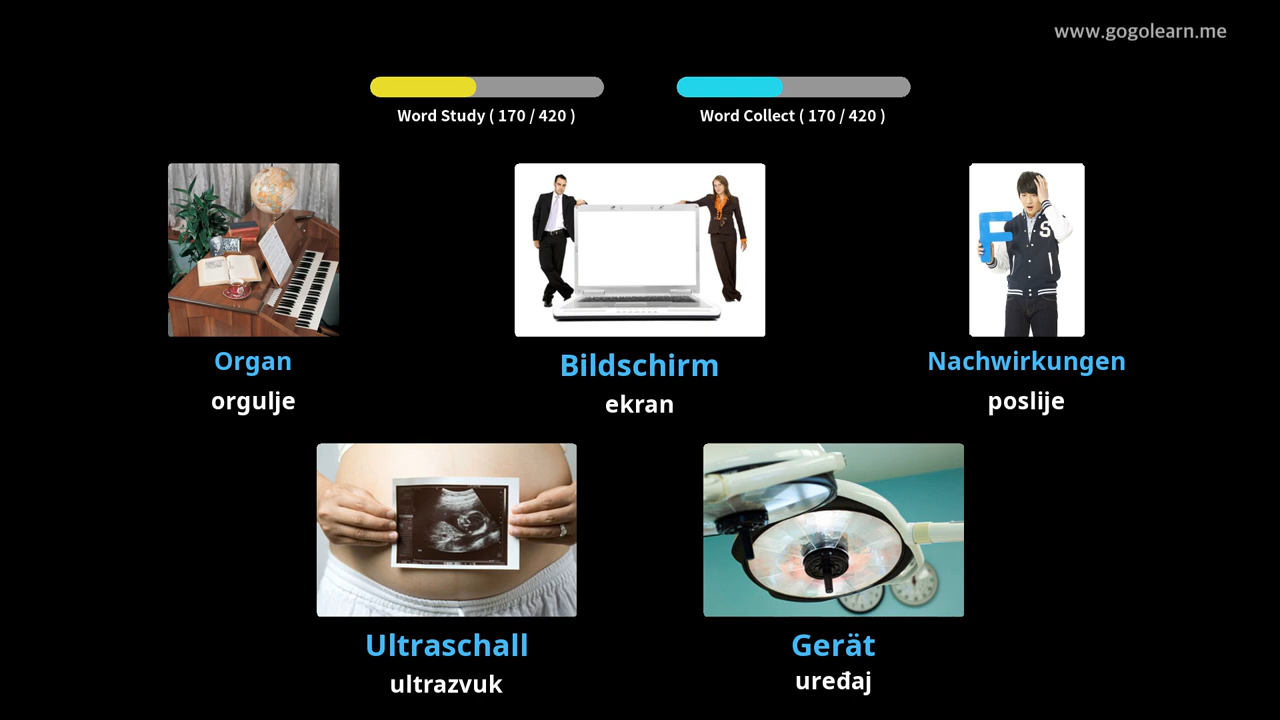 www.gogolearn.me
Word Study ( 170 / 420 )
Word Collect ( 170 / 420 )
F
S
Organ
orgulje
Bildschirm
ekran
Nachwirkungen
poslije
Ultraschall
ultrazvuk
Gerät
uređaj